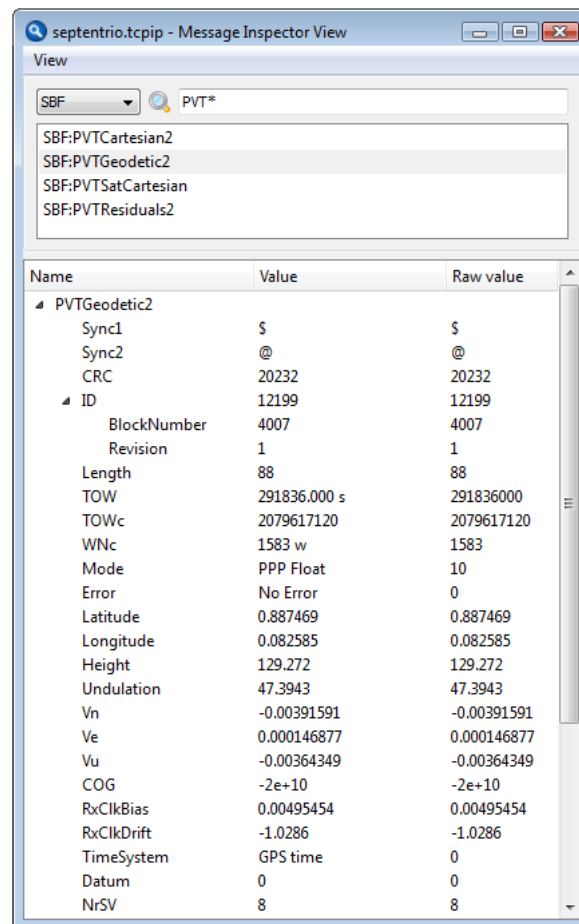 septentrio.tcpip - Message Inspector View
View
SBF PVT*
SBF:PVTCartesian2
SBF:PVTGeodetic2
SBF:PVTSatCartesian
SBF:PVTResiduals2
Name Value Raw value
PVTGeodetic2
Sync1 $ $
Sync2 @ @
CRC 20232 20232
ID 12199 12199
BlockNumber 4007 4007
Revision 1 1
Length 88 88
TOW 291836.000 s 291836000
TOWc 2079617120 2079617120
WNc 1583 w 1583
Mode PPP Float 10
Error No Error 0
Latitude 0.887469 0.887469
Longitude 0.082585 0.082585
Height 129.272 129.272
Undulation 47.3943 47.3943
Vn -0.00391591 -0.00391591
Ve 0.000146877 0.000146877
Vu -0.00364349 -0.00364349
COG -2e+10 -2e+10
RxClkBias 0.00495454 0.00495454
RxClkDrift -1.0286 -1.0286
TimeSystem GPS time 0
Datum 0 0
NrSV 8 8